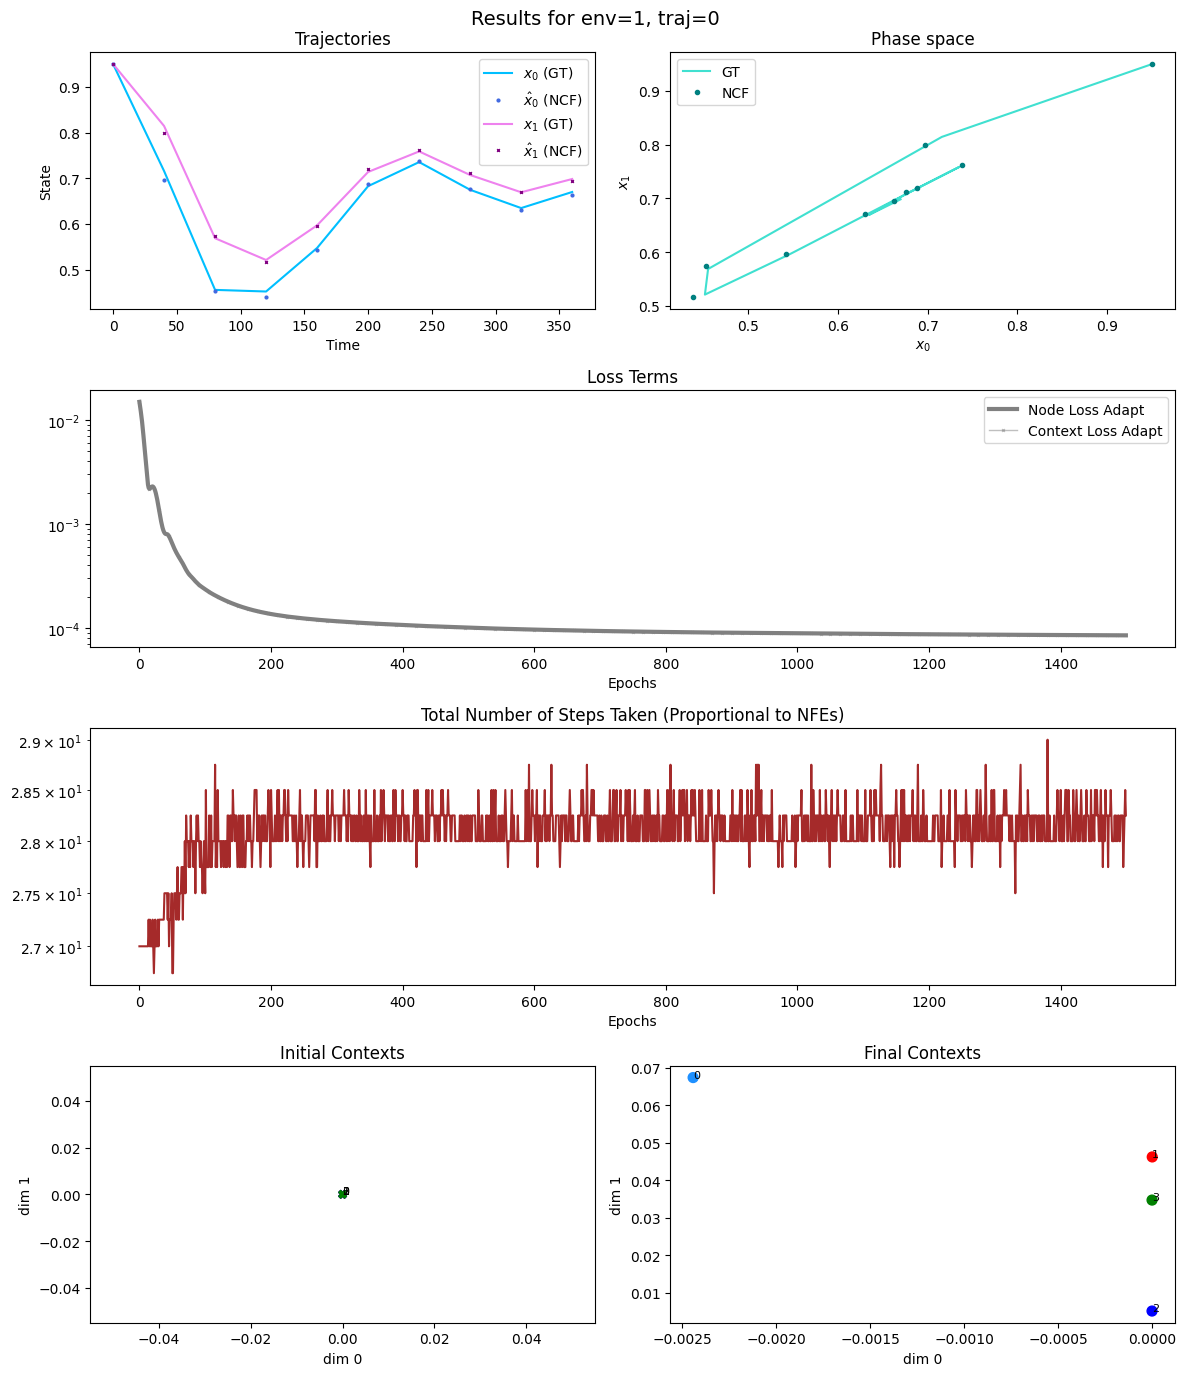 Results for env=1, traj=0
Trajectories
0.9
0.8
0.7
0.6
0.5
State
0
50
100
150
200
250
300
350
Time
x₀ (GT)
x̂₀ (NCF)
x₁ (GT)
x̂₁ (NCF)
Phase space
GT
NCF
0.9
0.8
0.7
0.6
0.5
x₁
0.5
0.6
0.7
0.8
0.9
x₀
Loss Terms
10⁻²
10⁻³
10⁻⁴
Node Loss Adapt
Context Loss Adapt
0
200
400
600
800
1000
1200
1400
Epochs
Total Number of Steps Taken (Proportional to NFEs)
2.9 × 10¹
2.85 × 10¹
2.8 × 10¹
2.75 × 10¹
2.7 × 10¹
0
200
400
600
800
1000
1200
1400
Epochs
Initial Contexts
0.04
0.02
0.00
−0.02
−0.04
dim 1
−0.04
−0.02
0.00
0.02
0.04
dim 0
Final Contexts
0.07
0.06
0.05
0.04
0.03
0.02
0.01
dim 1
0
1
3
2
−0.0025
−0.0020
−0.0015
−0.0010
−0.0005
0.0000
dim 0